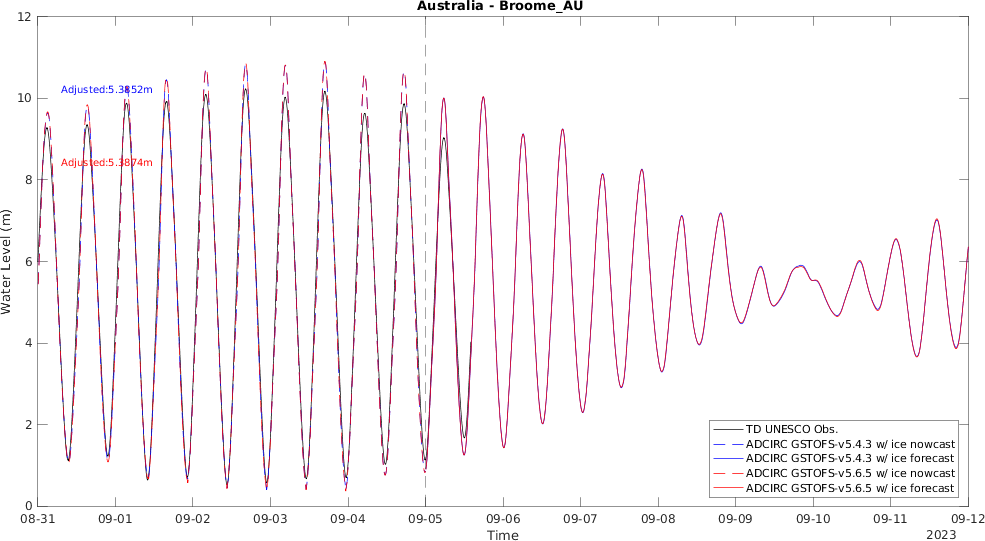 Australia - Broome_AU
12
10
8
6
4
2
0
Water Level (m)
Adjusted:5.3852m
Adjusted:5.3874m
TD UNESCO Obs.
ADCIRC GSTOFS-v5.4.3 w/ ice nowcast
ADCIRC GSTOFS-v5.4.3 w/ ice forecast
ADCIRC GSTOFS-v5.6.5 w/ ice nowcast
ADCIRC GSTOFS-v5.6.5 w/ ice forecast
08-31 09-01 09-02 09-03 09-04 09-05 09-06 09-07 09-08 09-09 09-10 09-11 09-12
Time
2023